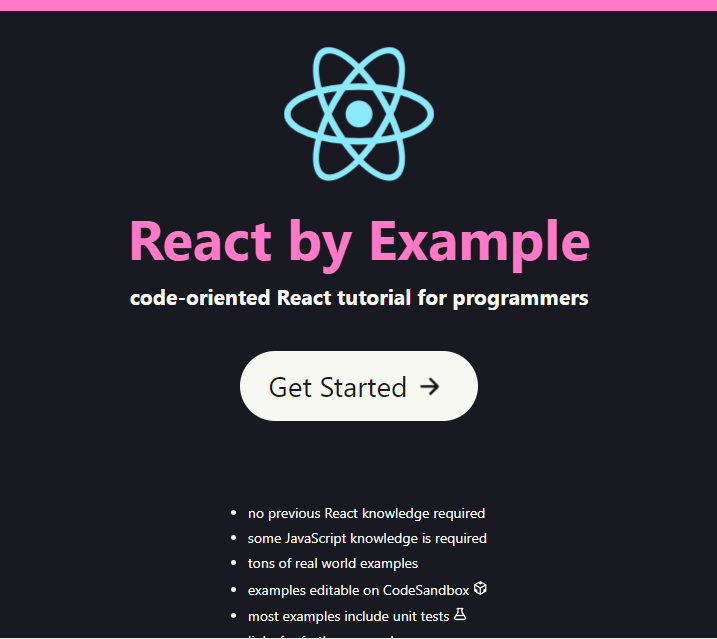 React by Example
code-oriented React tutorial for programmers
Get Started
no previous React knowledge required
some JavaScript knowledge is required
tons of real world examples
examples editable on CodeSandbox
most examples include unit tests